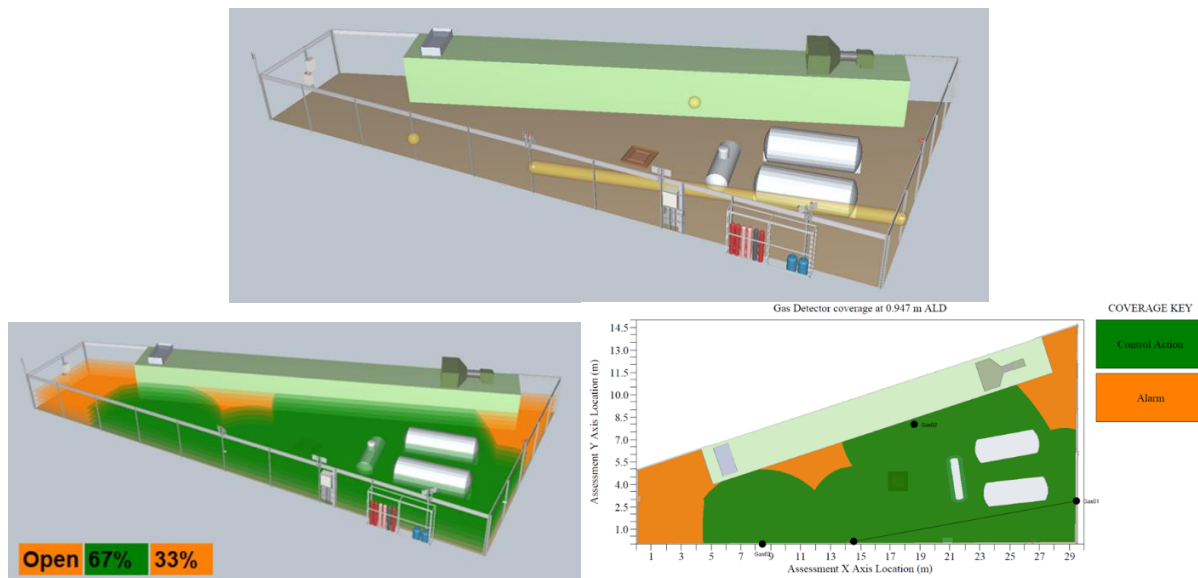 Open 67% 33%
Gas Detector coverage at 0.947 m ALD
Assessment Y Axis Location (m)
14.5
13.0
11.5
10.0
8.5
7.0
5.5
4.0
2.5
1.0
Gas02
Gas01
Gas03
1 3 5 7 9 11 13 15 17 19 21 23 25 27 29
Assessment X Axis Location (m)
COVERAGE KEY
Control Action
Alarm